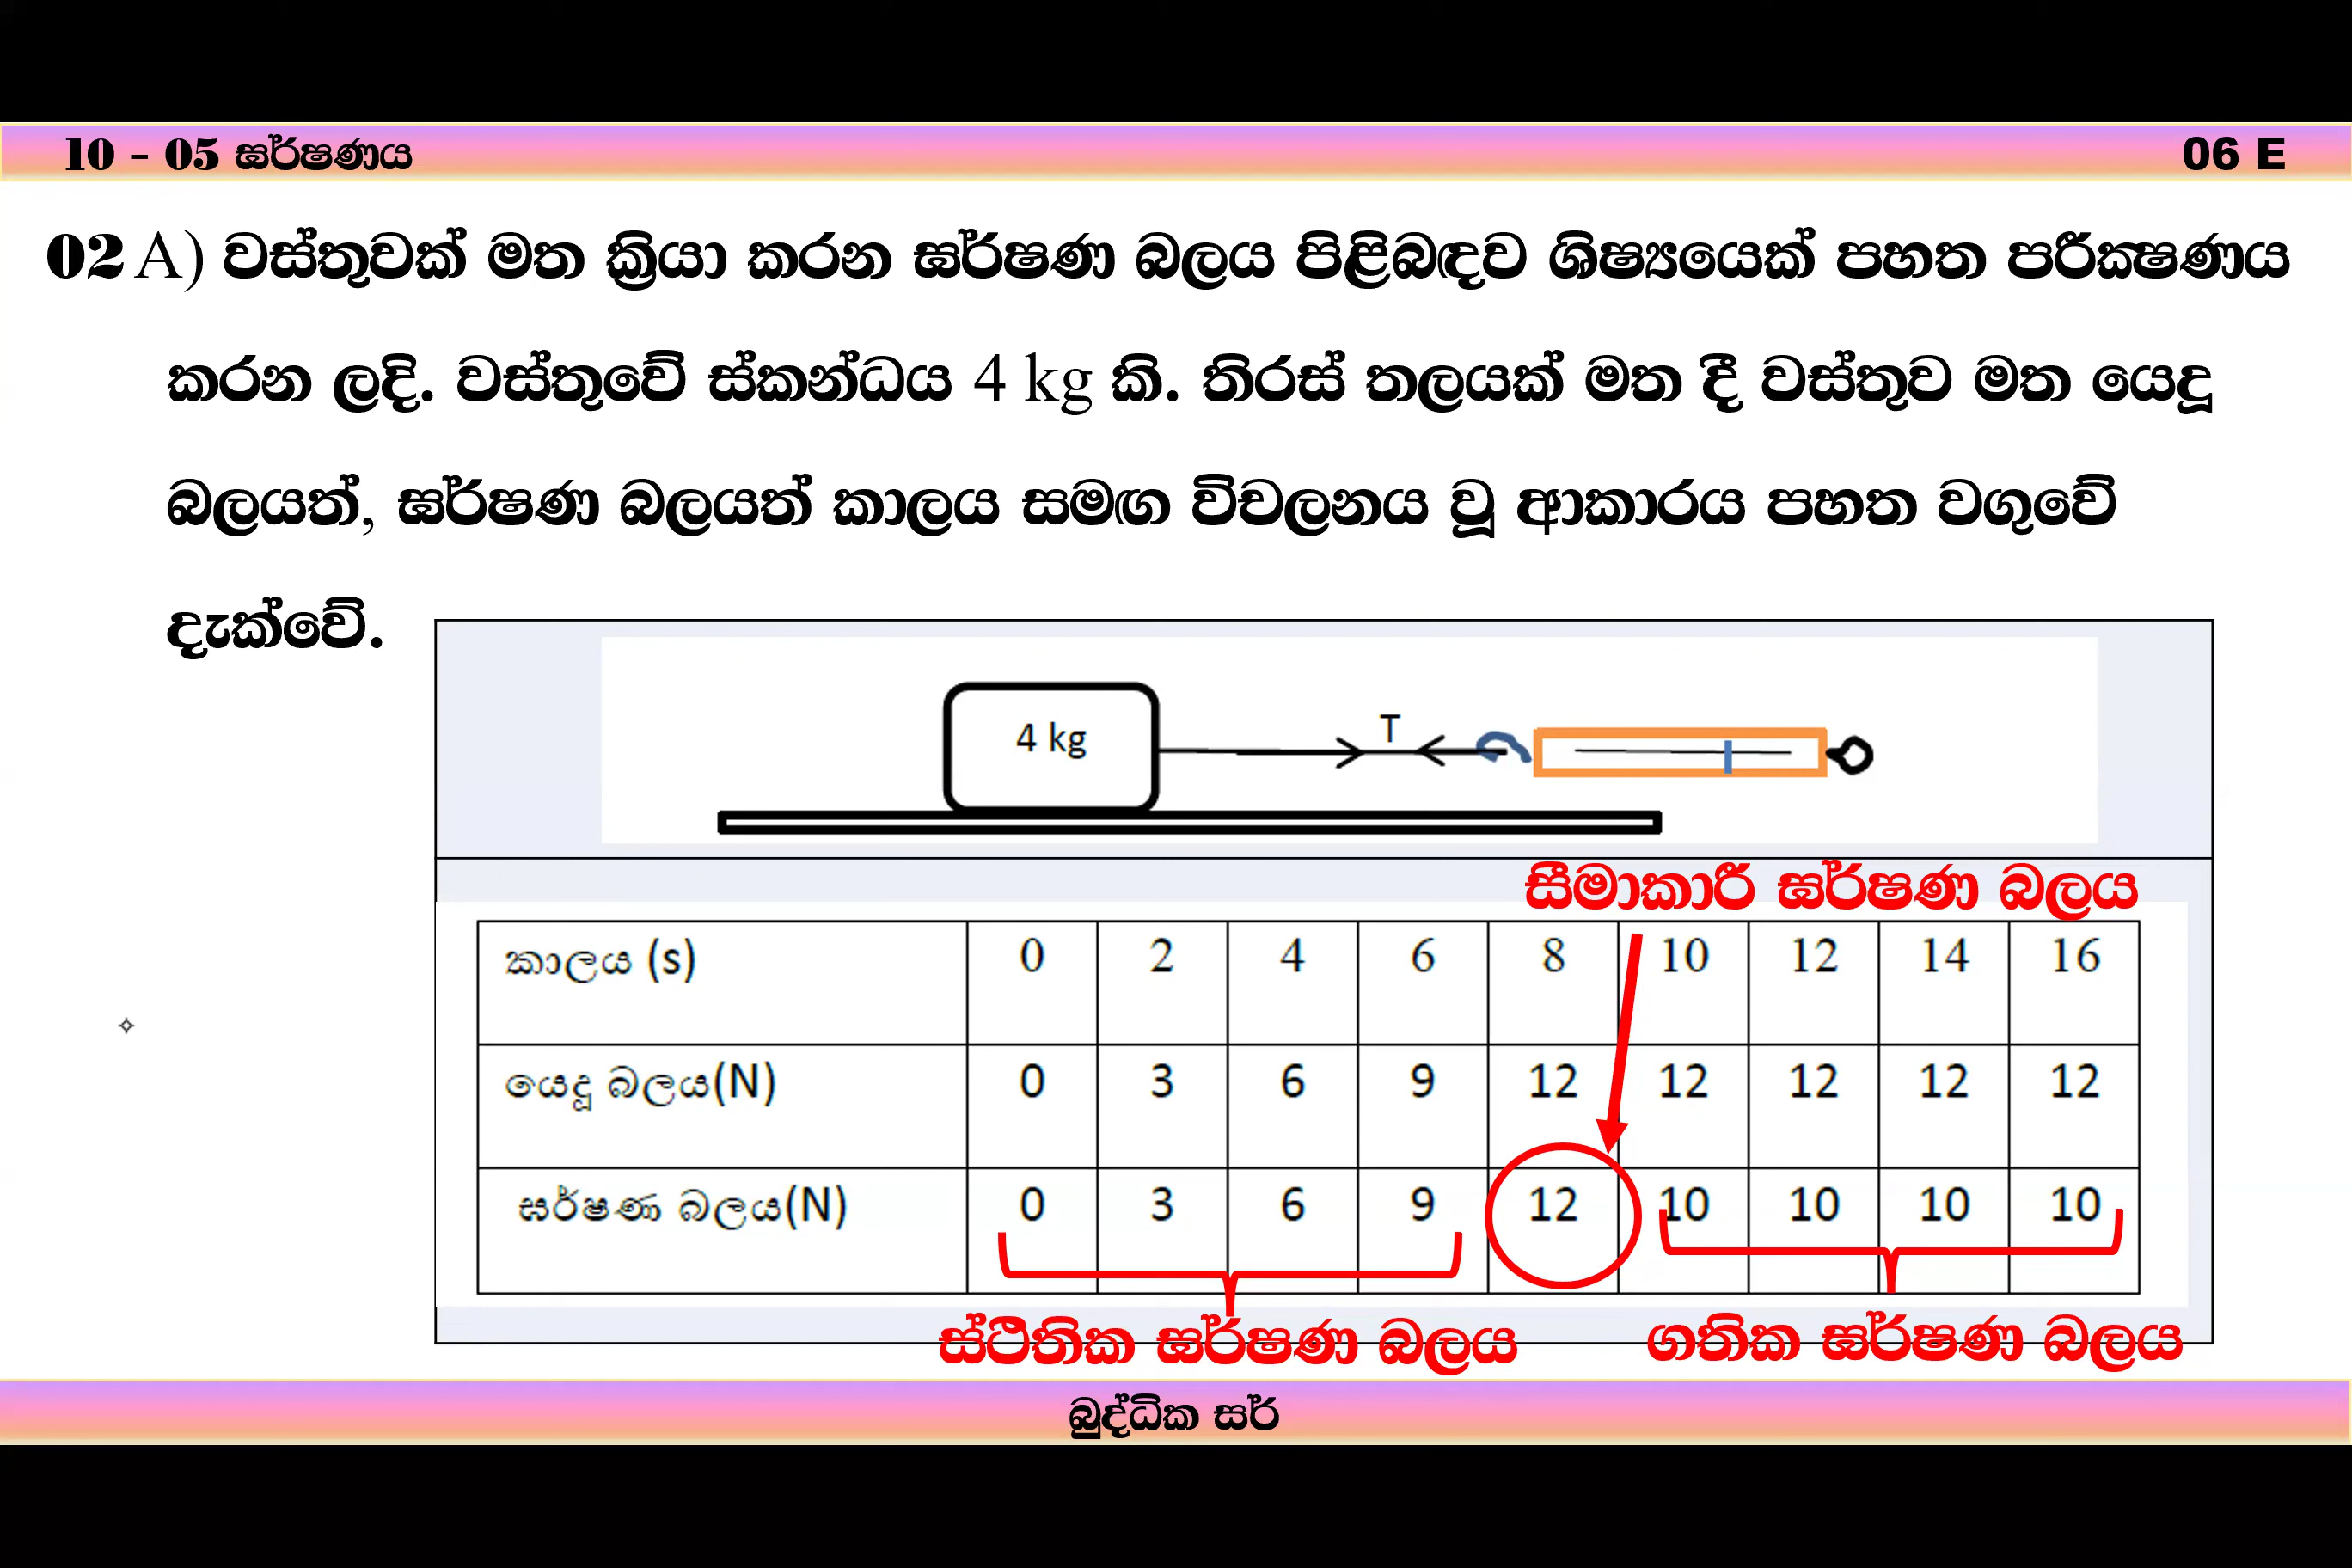 10 - 05 ඝර්ෂණය
06 E
02 A) වස්තුවක් මත ක්‍රියා කරන ඝර්ෂණ බලය පිළිබඳව ශිෂ්‍යයෙක් පහත පරීක්ෂණය
කරන ලදි. වස්තුවේ ස්කන්ධය 4 kg කි. තිරස් තලයක් මත දී වස්තුව මත යෙදූ
බලයත්, ඝර්ෂණ බලයත් කාලය සමඟ විචලනය වූ ආකාරය පහත වගුවේ
දැක්වේ.
4 kg
T
සීමාකාරී ඝර්ෂණ බලය
කාලය (s) 0 2 4 6 8 10 12 14 16
යෙදූ බලය(N) 0 3 6 9 12 12 12 12 12
ඝර්ෂණ බලය(N) 0 3 6 9 12 10 10 10 10
ස්ථිතික ඝර්ෂණ බලය
ගතික ඝර්ෂණ බලය
බුද්ධික සර්